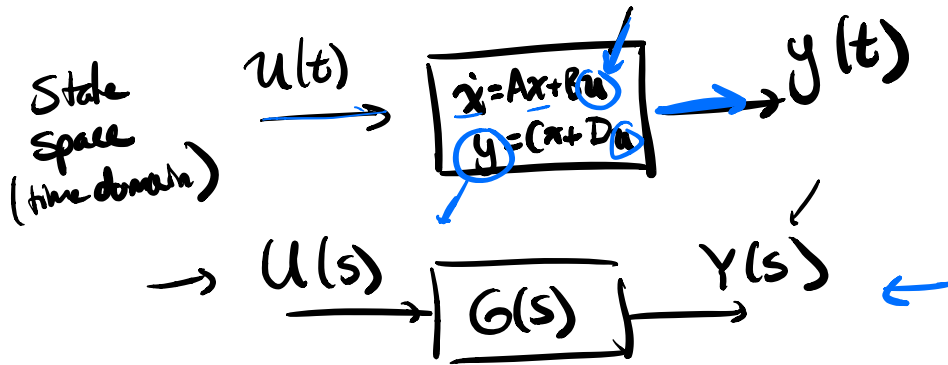 State
space
(time domain)
u(t)
ẋ=Ax+Bu
y=Cx+Du
y(t)
U(s)
G(s)
Y(s)